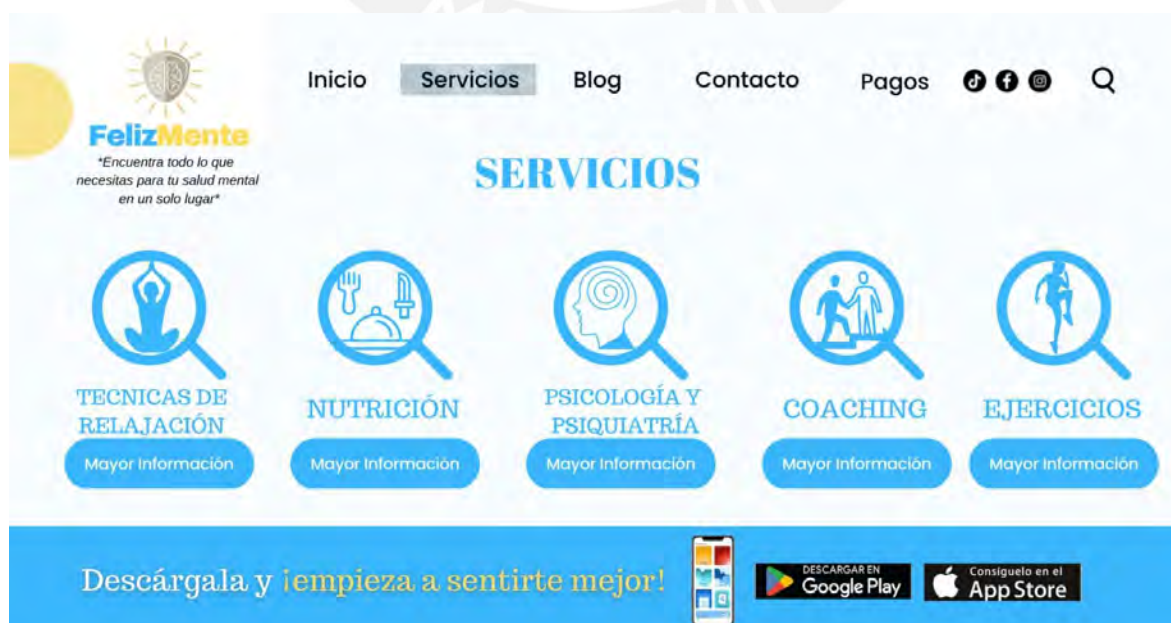 Inicio Servicios Blog Contacto Pagos
FelizMente
*Encuentra todo lo que
necesitas para tu salud mental
en un solo lugar*
SERVICIOS
TECNICAS DE
RELAJACIÓN
Mayor Información
NUTRICIÓN
Mayor Información
PSICOLOGÍA Y
PSIQUIATRÍA
Mayor Información
COACHING
Mayor Información
EJERCICIOS
Mayor Información
Descárgala y ¡empieza a sentirte mejor!
DESCARGAR EN
Google Play
Consíguelo en el
App Store